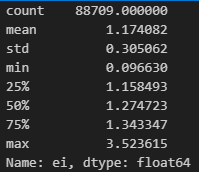 count 88709.000000
mean 1.174082
std 0.305062
min 0.096630
25% 1.158493
50% 1.274723
75% 1.343347
max 3.523615
Name: ei, dtype: float64